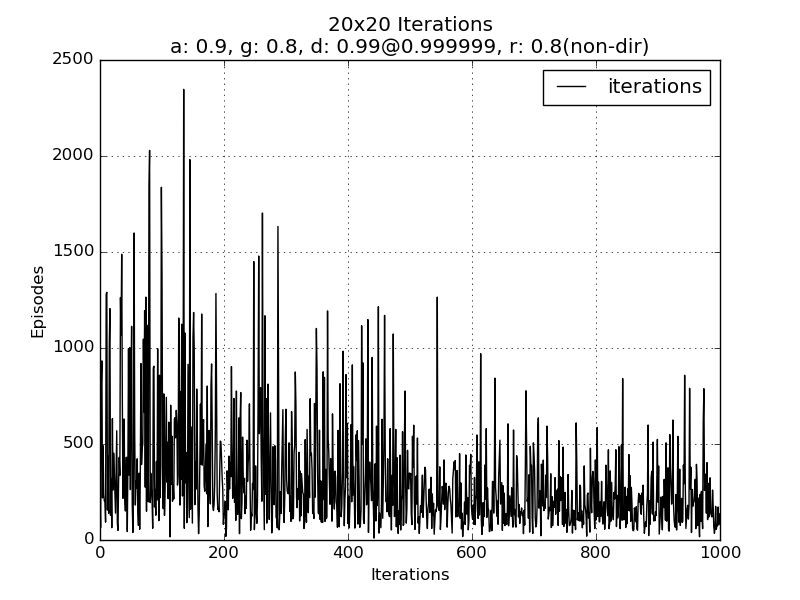 20x20 Iterations
a: 0.9, g: 0.8, d: 0.99@0.999999, r: 0.8(non-dir)
iterations
2500
2000
1500
1000
500
0
Episodes
0 200 400 600 800 1000
Iterations